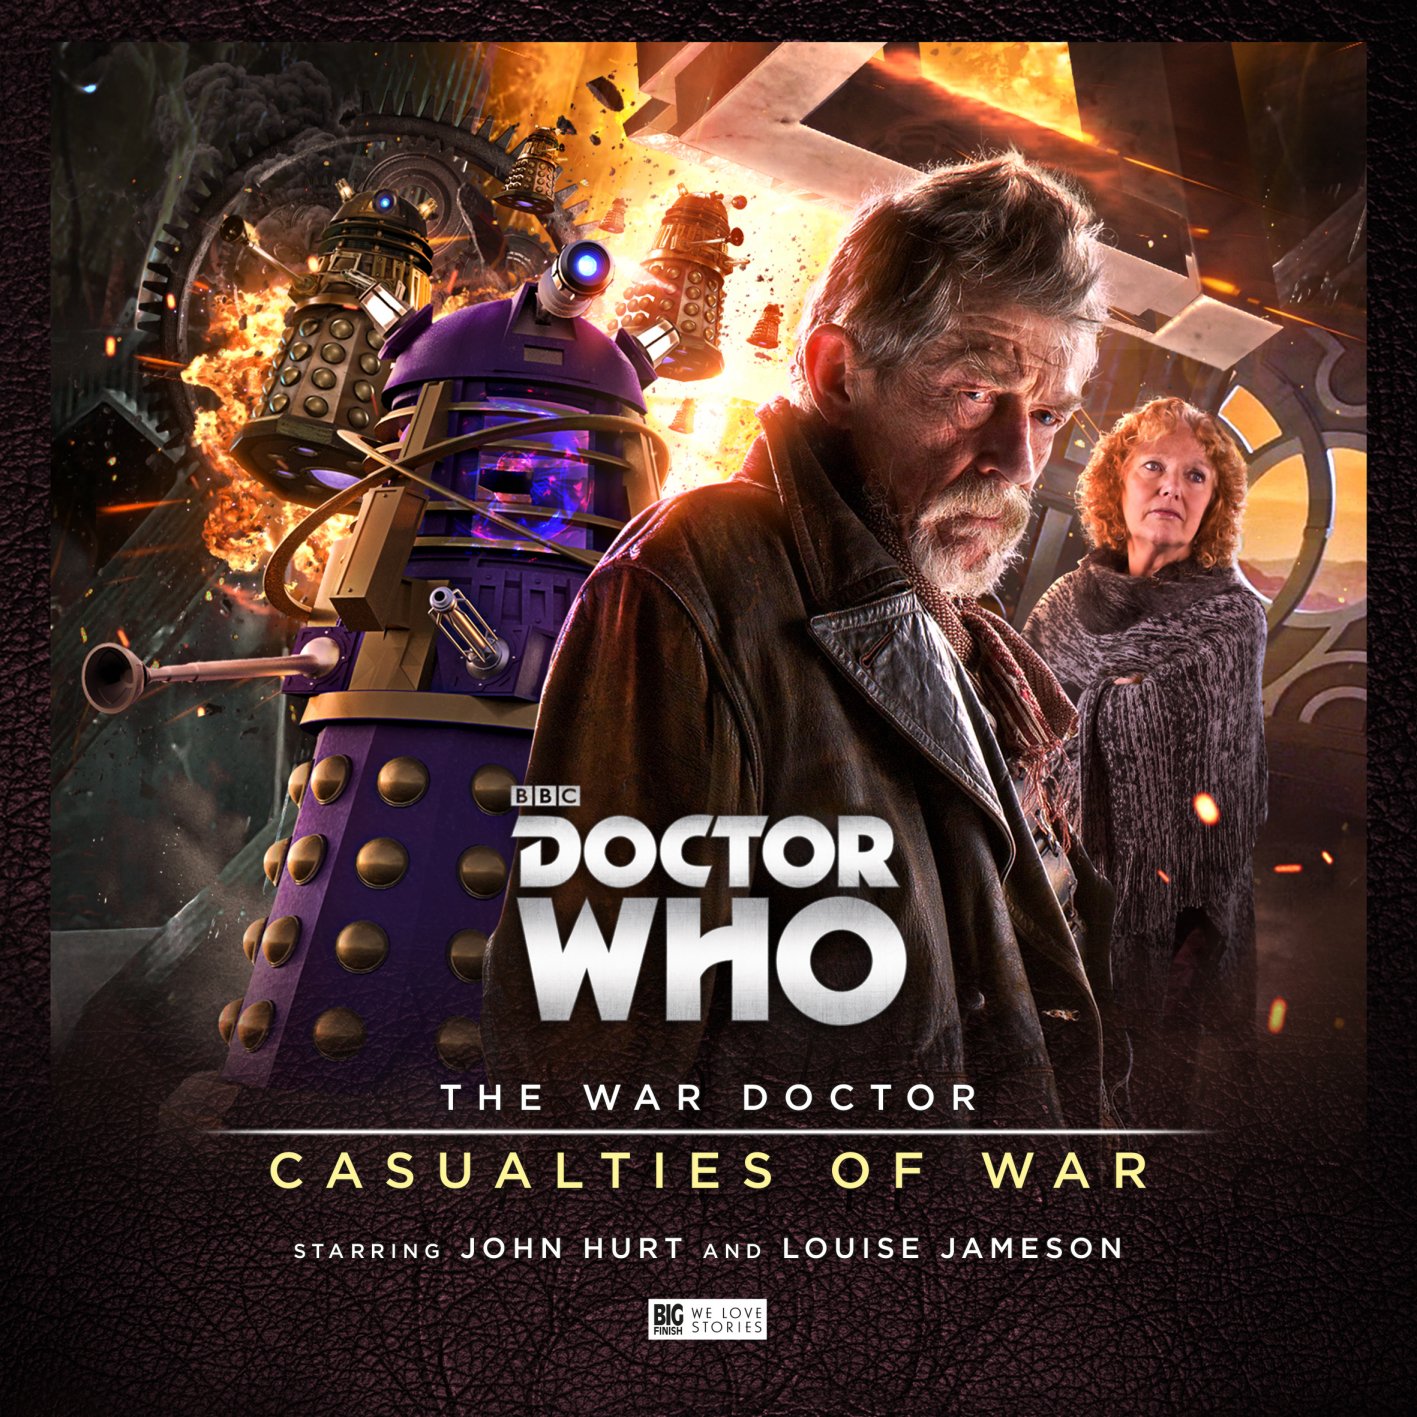 BBC
DOCTOR
WHO
THE WAR DOCTOR
CASUALTIES OF WAR
STARRING JOHN HURT AND LOUISE JAMESON
BIG FINISH WE LOVE STORIES